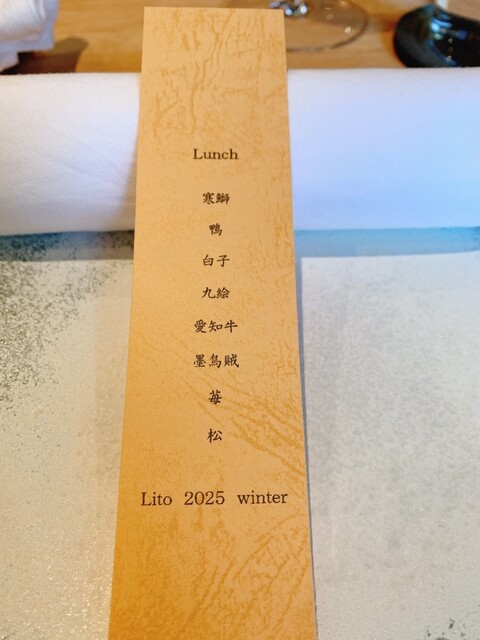 Lunch
寒鰤
鴨
白子
九絵
愛知牛
墨烏賊
苺
松
Lito 2025 winter